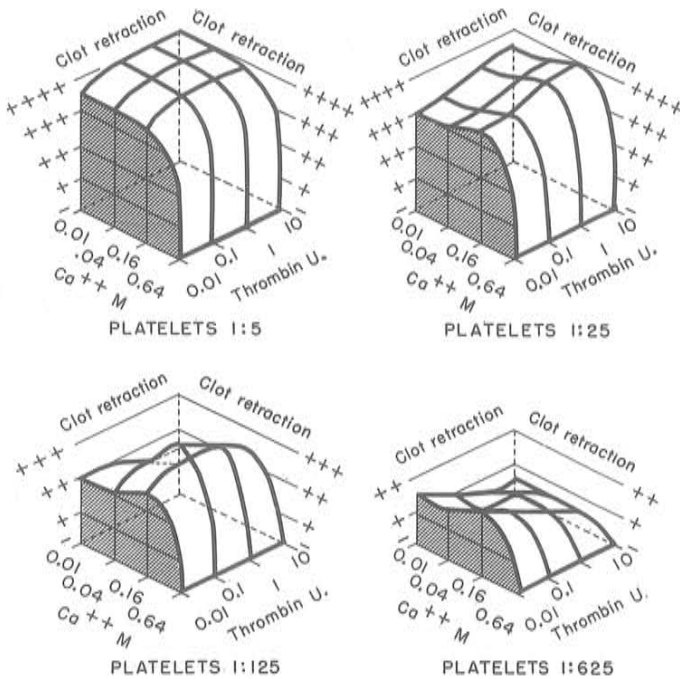 Clot retraction Clot retraction
++++ ++++
+++ +++
++ ++
+ +
– –
0.01 .04 0.16 0.64
Ca ++ M
0.01 0.1 1 10
Thrombin U.
PLATELETS 1:5
Clot retraction Clot retraction
++++ ++++
+++ +++
++ ++
+ +
– –
0.01 0.04 0.16 0.64
Ca ++ M
0.01 0.1 1 10
Thrombin U.
PLATELETS 1:25
Clot retraction Clot retraction
+++ +++
++ ++
+ +
– –
0.01 0.04 0.16 0.64
Ca ++ M
0.01 0.1 1 10
Thrombin U.
PLATELETS 1:125
Clot retraction Clot retraction
++ ++
+ +
– –
0.01 0.04 0.16 0.64
Ca ++ M
0.01 0.1 1 10
Thrombin U.
PLATELETS 1:625